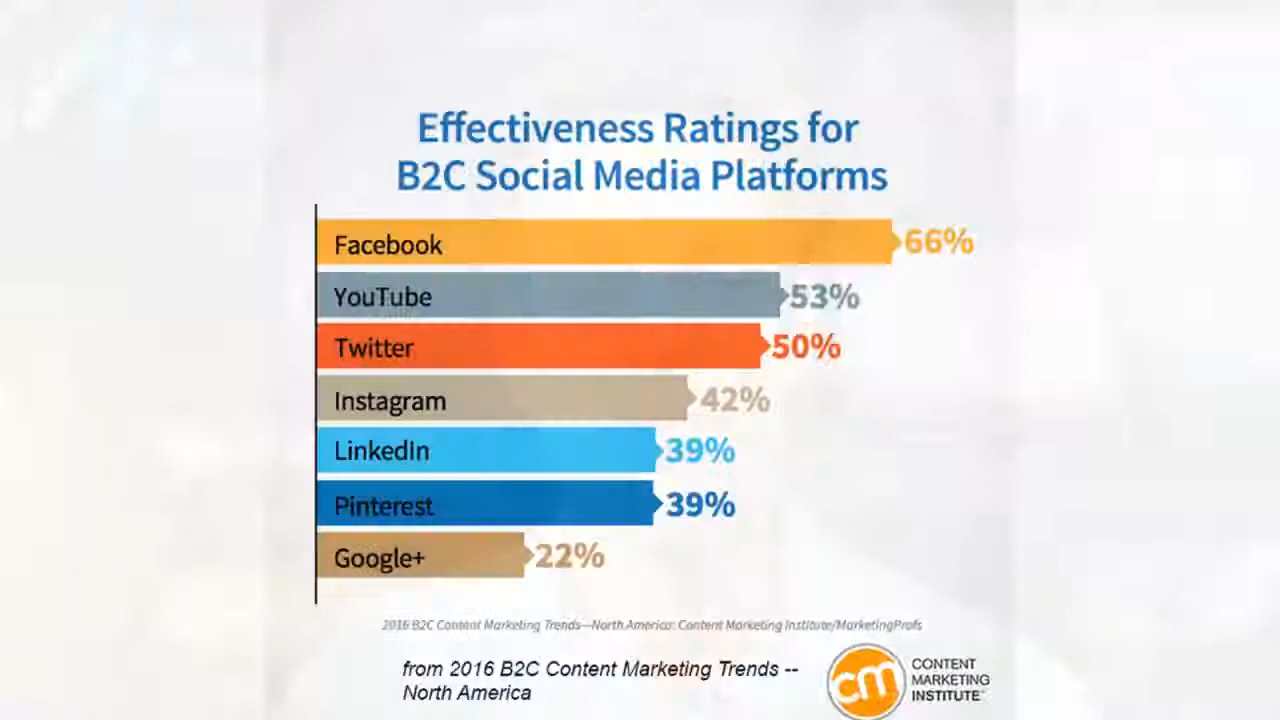 Effectiveness Ratings for
B2C Social Media Platforms
Facebook 66%
YouTube 53%
Twitter 50%
Instagram 42%
LinkedIn 39%
Pinterest 39%
Google+ 22%
2016 B2C Content Marketing Trends—North America: Content Marketing Institute/MarketingProfs
from 2016 B2C Content Marketing Trends --
North America
cm
CONTENT
MARKETING
INSTITUTE™